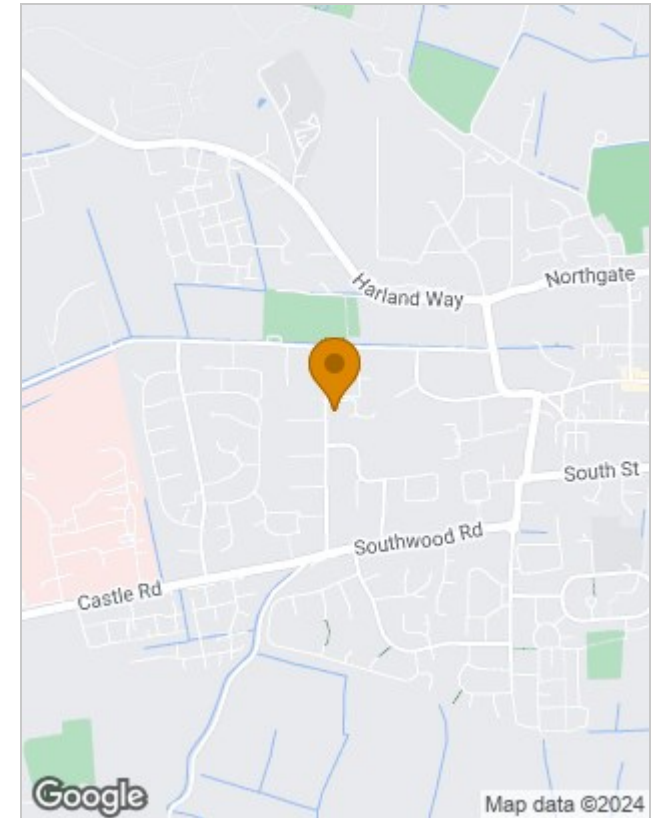 Harland Way
Northgate
South St
Southwood Rd
Castle Rd
Google
Map data ©2024